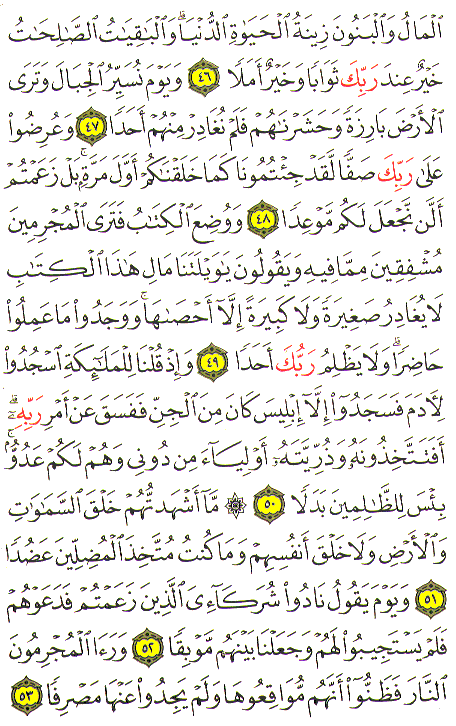 ٱلۡمَالُ وَٱلۡبَنُونَ زِينَةُ ٱلۡحَيَوٰةِ ٱلدُّنۡيَاۖ وَٱلۡبَٰقِيَٰتُ ٱلصَّٰلِحَٰتُ
خَيۡرٌ عِندَ رَبِّكَ ثَوَابٗا وَخَيۡرٌ أَمَلٗا ٤٦ وَيَوۡمَ نُسَيِّرُ ٱلۡجِبَالَ وَتَرَى
ٱلۡأَرۡضَ بَارِزَةٗ وَحَشَرۡنَٰهُمۡ فَلَمۡ نُغَادِرۡ مِنۡهُمۡ أَحَدٗا ٤٧ وَعُرِضُواْ
عَلَىٰ رَبِّكَ صَفّٗا لَّقَدۡ جِئۡتُمُونَا كَمَا خَلَقۡنَٰكُمۡ أَوَّلَ مَرَّةِۭۚ بَلۡ زَعَمۡتُمۡ
أَلَّن نَّجۡعَلَ لَكُم مَّوۡعِدٗا ٤٨ وَوُضِعَ ٱلۡكِتَٰبُ فَتَرَى ٱلۡمُجۡرِمِينَ
مُشۡفِقِينَ مِمَّا فِيهِ وَيَقُولُونَ يَٰوَيۡلَتَنَا مَالِ هَٰذَا ٱلۡكِتَٰبِ
لَا يُغَادِرُ صَغِيرَةٗ وَلَا كَبِيرَةً إِلَّآ أَحۡصَىٰهَاۚ وَوَجَدُواْ مَا عَمِلُواْ
حَاضِرٗاۗ وَلَا يَظۡلِمُ رَبُّكَ أَحَدٗا ٤٩ وَإِذۡ قُلۡنَا لِلۡمَلَٰٓئِكَةِ ٱسۡجُدُواْ
لِأٓدَمَ فَسَجَدُوٓاْ إِلَّآ إِبۡلِيسَ كَانَ مِنَ ٱلۡجِنِّ فَفَسَقَ عَنۡ أَمۡرِ رَبِّهِۦٓۗ
أَفَتَتَّخِذُونَهُۥ وَذُرِّيَّتَهُۥٓ أَوۡلِيَآءَ مِن دُونِي وَهُمۡ لَكُمۡ عَدُوُّۢۚ
بِئۡسَ لِلظَّٰلِمِينَ بَدَلٗا ٥٠ ۞ مَّآ أَشۡهَدتُّهُمۡ خَلۡقَ ٱلسَّمَٰوَٰتِ
وَٱلۡأَرۡضِ وَلَا خَلۡقَ أَنفُسِهِمۡ وَمَا كُنتُ مُتَّخِذَ ٱلۡمُضِلِّينَ عَضُدٗا
٥١ وَيَوۡمَ يَقُولُ نَادُواْ شُرَكَآءِيَ ٱلَّذِينَ زَعَمۡتُمۡ فَدَعَوۡهُمۡ
فَلَمۡ يَسۡتَجِيبُواْ لَهُمۡ وَجَعَلۡنَا بَيۡنَهُم مَّوۡبِقٗا ٥٢ وَرَءَا ٱلۡمُجۡرِمُونَ
ٱلنَّارَ فَظَنُّوٓاْ أَنَّهُم مُّوَاقِعُوهَا وَلَمۡ يَجِدُواْ عَنۡهَا مَصۡرِفٗا ٥٣